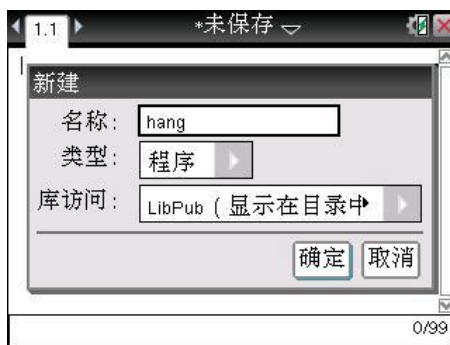 1.1 *未保存
新建
名称: hang
类型: 程序
库访问: LibPub ( 显示在目录中
确定 取消
0/99